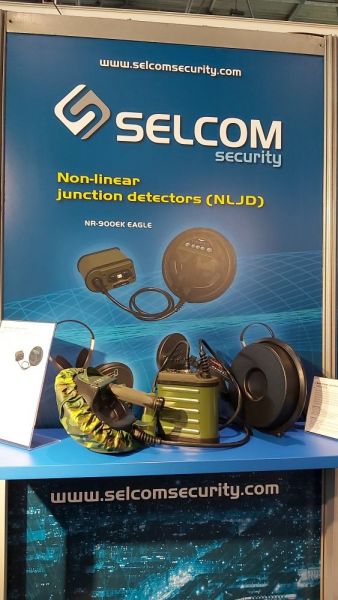 www.selcomsecurity.com
SELCOM
security
Non-linear
junction detectors (NLJD)
NR-900EK EAGLE
www.selcomsecurity.com